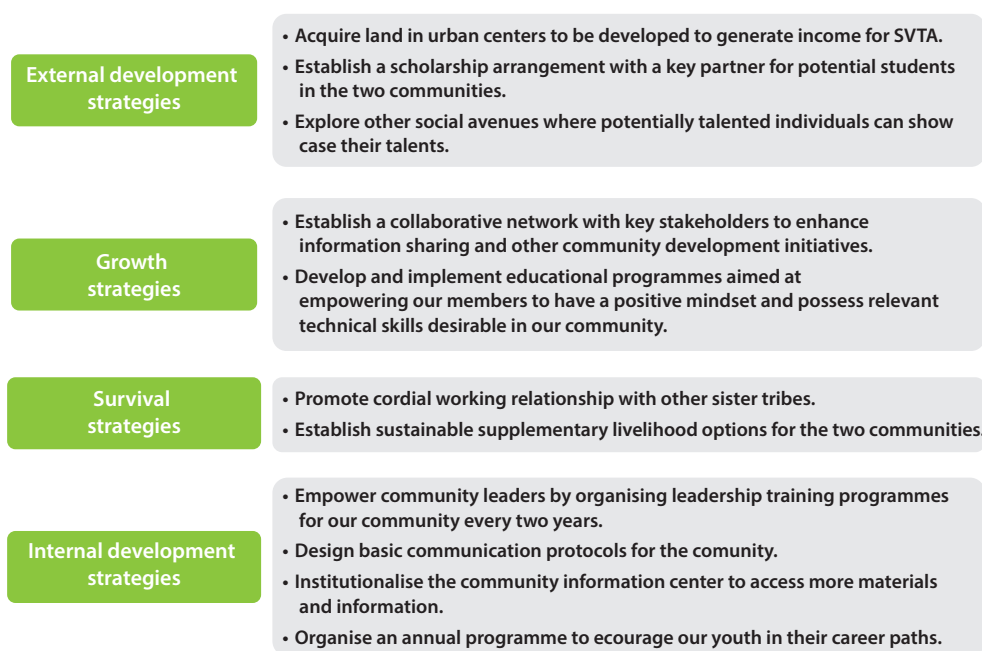 External development
strategies
• Acquire land in urban centers to be developed to generate income for SVTA.
• Establish a scholarship arrangement with a key partner for potential students
in the two communities.
• Explore other social avenues where potentially talented individuals can show
case their talents.
Growth
strategies
• Establish a collaborative network with key stakeholders to enhance
information sharing and other community development initiatives.
• Develop and implement educational programmes aimed at
empowering our members to have a positive mindset and possess relevant
technical skills desirable in our community.
Survival
strategies
• Promote cordial working relationship with other sister tribes.
• Establish sustainable supplementary livelihood options for the two communities.
Internal development
strategies
• Empower community leaders by organising leadership training programmes
for our community every two years.
• Design basic communication protocols for the comunity.
• Institutionalise the community information center to access more materials
and information.
• Organise an annual programme to ecourage our youth in their career paths.